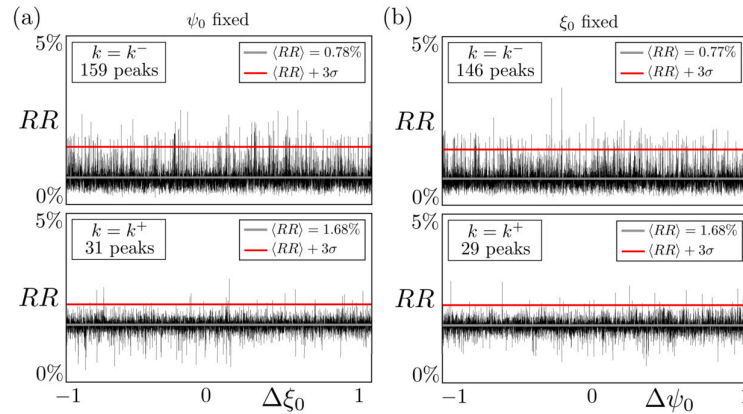 (a)
ψ₀ fixed
5%
k = k⁻
159 peaks
⟨RR⟩ = 0.78%
⟨RR⟩ + 3σ
RR
0%
5%
k = k⁺
31 peaks
⟨RR⟩ = 1.68%
⟨RR⟩ + 3σ
RR
0%
−1
0
Δξ₀
1
(b)
ξ₀ fixed
5%
k = k⁻
146 peaks
⟨RR⟩ = 0.77%
⟨RR⟩ + 3σ
RR
0%
5%
k = k⁺
29 peaks
⟨RR⟩ = 1.68%
⟨RR⟩ + 3σ
RR
0%
−1
0
Δψ₀
1